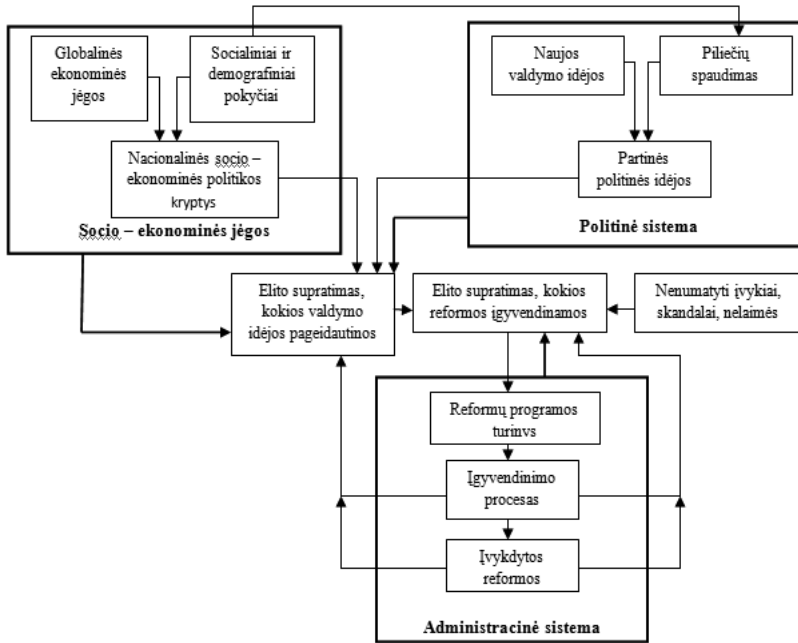 Globalinės
ekonominės
jėgos
Socialiniai ir
demografiniai
pokyčiai
Nacionalinės socio –
ekonominės politikos
kryptys
Socio – ekonominės jėgos
Naujos
valdymo idėjos
Piliečių
spaudimas
Partinės
politinės idėjos
Politinė sistema
Elito supratimas,
kokios valdymo
idėjos pageidautinos
Elito supratimas, kokios
reformos įgyvendinamos
Nenumatyti įvykiai,
skandalai, nelaimės
Reformų programos
turinys
Įgyvendinimo
procesas
Įvykdytos
reformos
Administracinė sistema